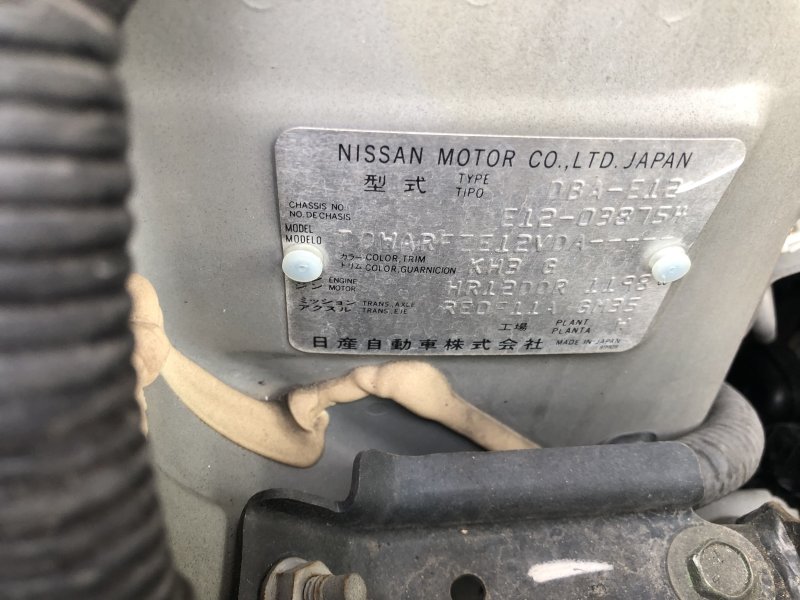 NISSAN MOTOR CO.,LTD. JAPAN
型式 TYPE TIPO DBA-E12
CHASSIS NO. NO. DE CHASIS
MODEL MODELO
カラー COLOR, TRIM トリム COLOR, GUARNICION KH3 G
ENGINE MOTOR HR12DDR 1198
ミッション アクスル TRANS. AXLE TRANS. EJE RE0F11A GM35
工場 PLANT PLANTA
日産自動車株式会社 MADE IN JAPAN